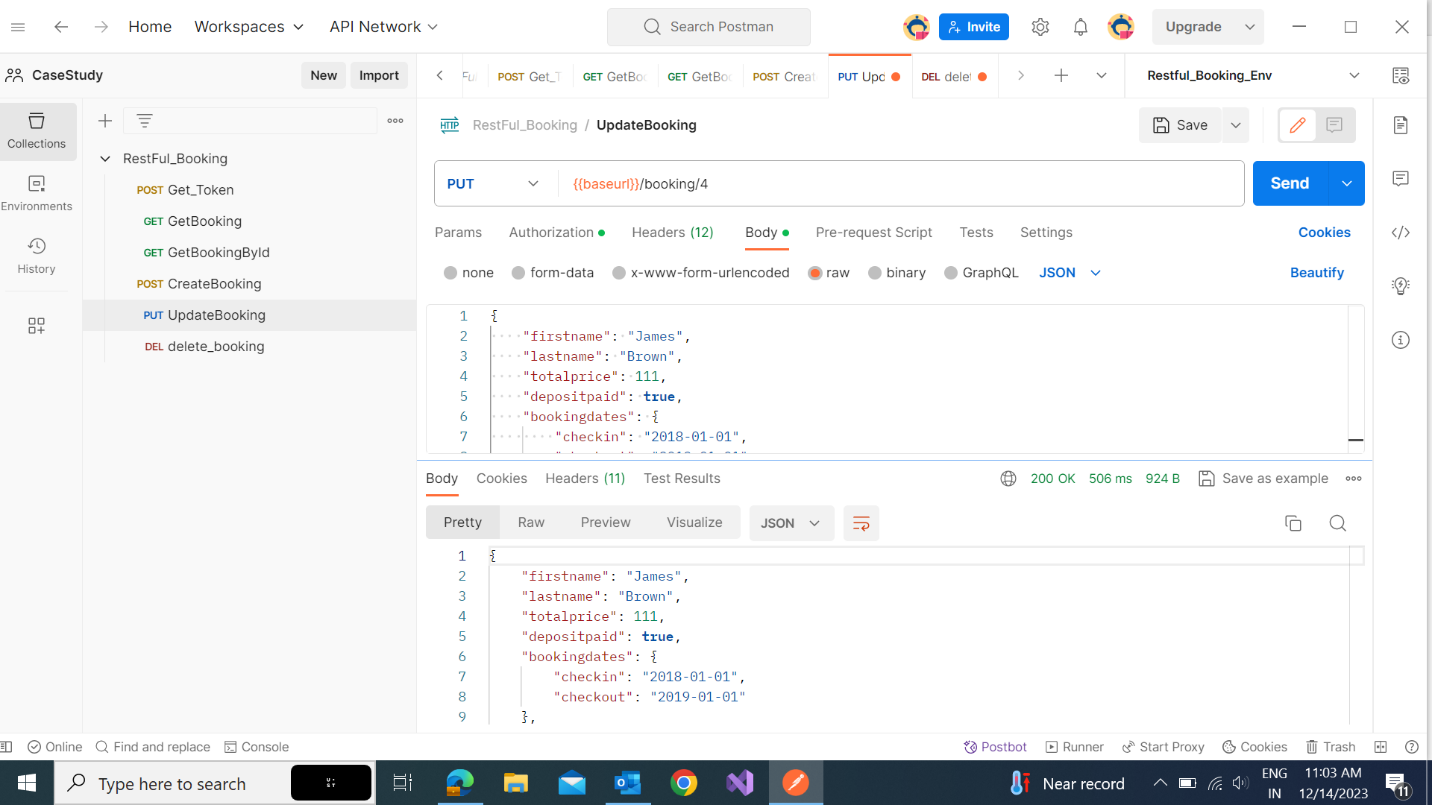 Home Workspaces API Network Search Postman Invite Upgrade
CaseStudy New Import POST Get_T GET GetBoo GET GetBoo POST Creat PUT Upd DEL delet Restful_Booking_Env
HTTP RestFul_Booking / UpdateBooking Save
Collections
Environments
History
RestFul_Booking
POST Get_Token
GET GetBooking
GET GetBookingById
POST CreateBooking
PUT UpdateBooking
DEL delete_booking
PUT {{baseurl}}/booking/4 Send
Params Authorization Headers (12) Body Pre-request Script Tests Settings Cookies
none form-data x-www-form-urlencoded raw binary GraphQL JSON Beautify
1 {
2 "firstname": "James",
3 "lastname": "Brown",
4 "totalprice": 111,
5 "depositpaid": true,
6 "bookingdates": {
7 "checkin": "2018-01-01",
Body Cookies Headers (11) Test Results 200 OK 506 ms 924 B Save as example
Pretty Raw Preview Visualize JSON
1 {
2 "firstname": "James",
3 "lastname": "Brown",
4 "totalprice": 111,
5 "depositpaid": true,
6 "bookingdates": {
7 "checkin": "2018-01-01",
8 "checkout": "2019-01-01"
9 },
Online Find and replace Console Postbot Runner Start Proxy Cookies Trash
Type here to search Near record ENG IN 11:03 AM 12/14/2023 11